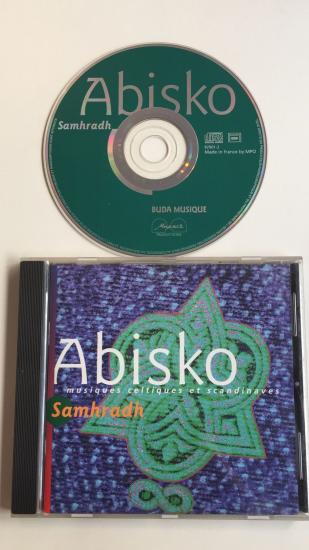 Abisko
Samhradh
Made in France by MPO
BUDA MUSIQUE
Abisko
musiques celtiques et scandinaves
Samhradh